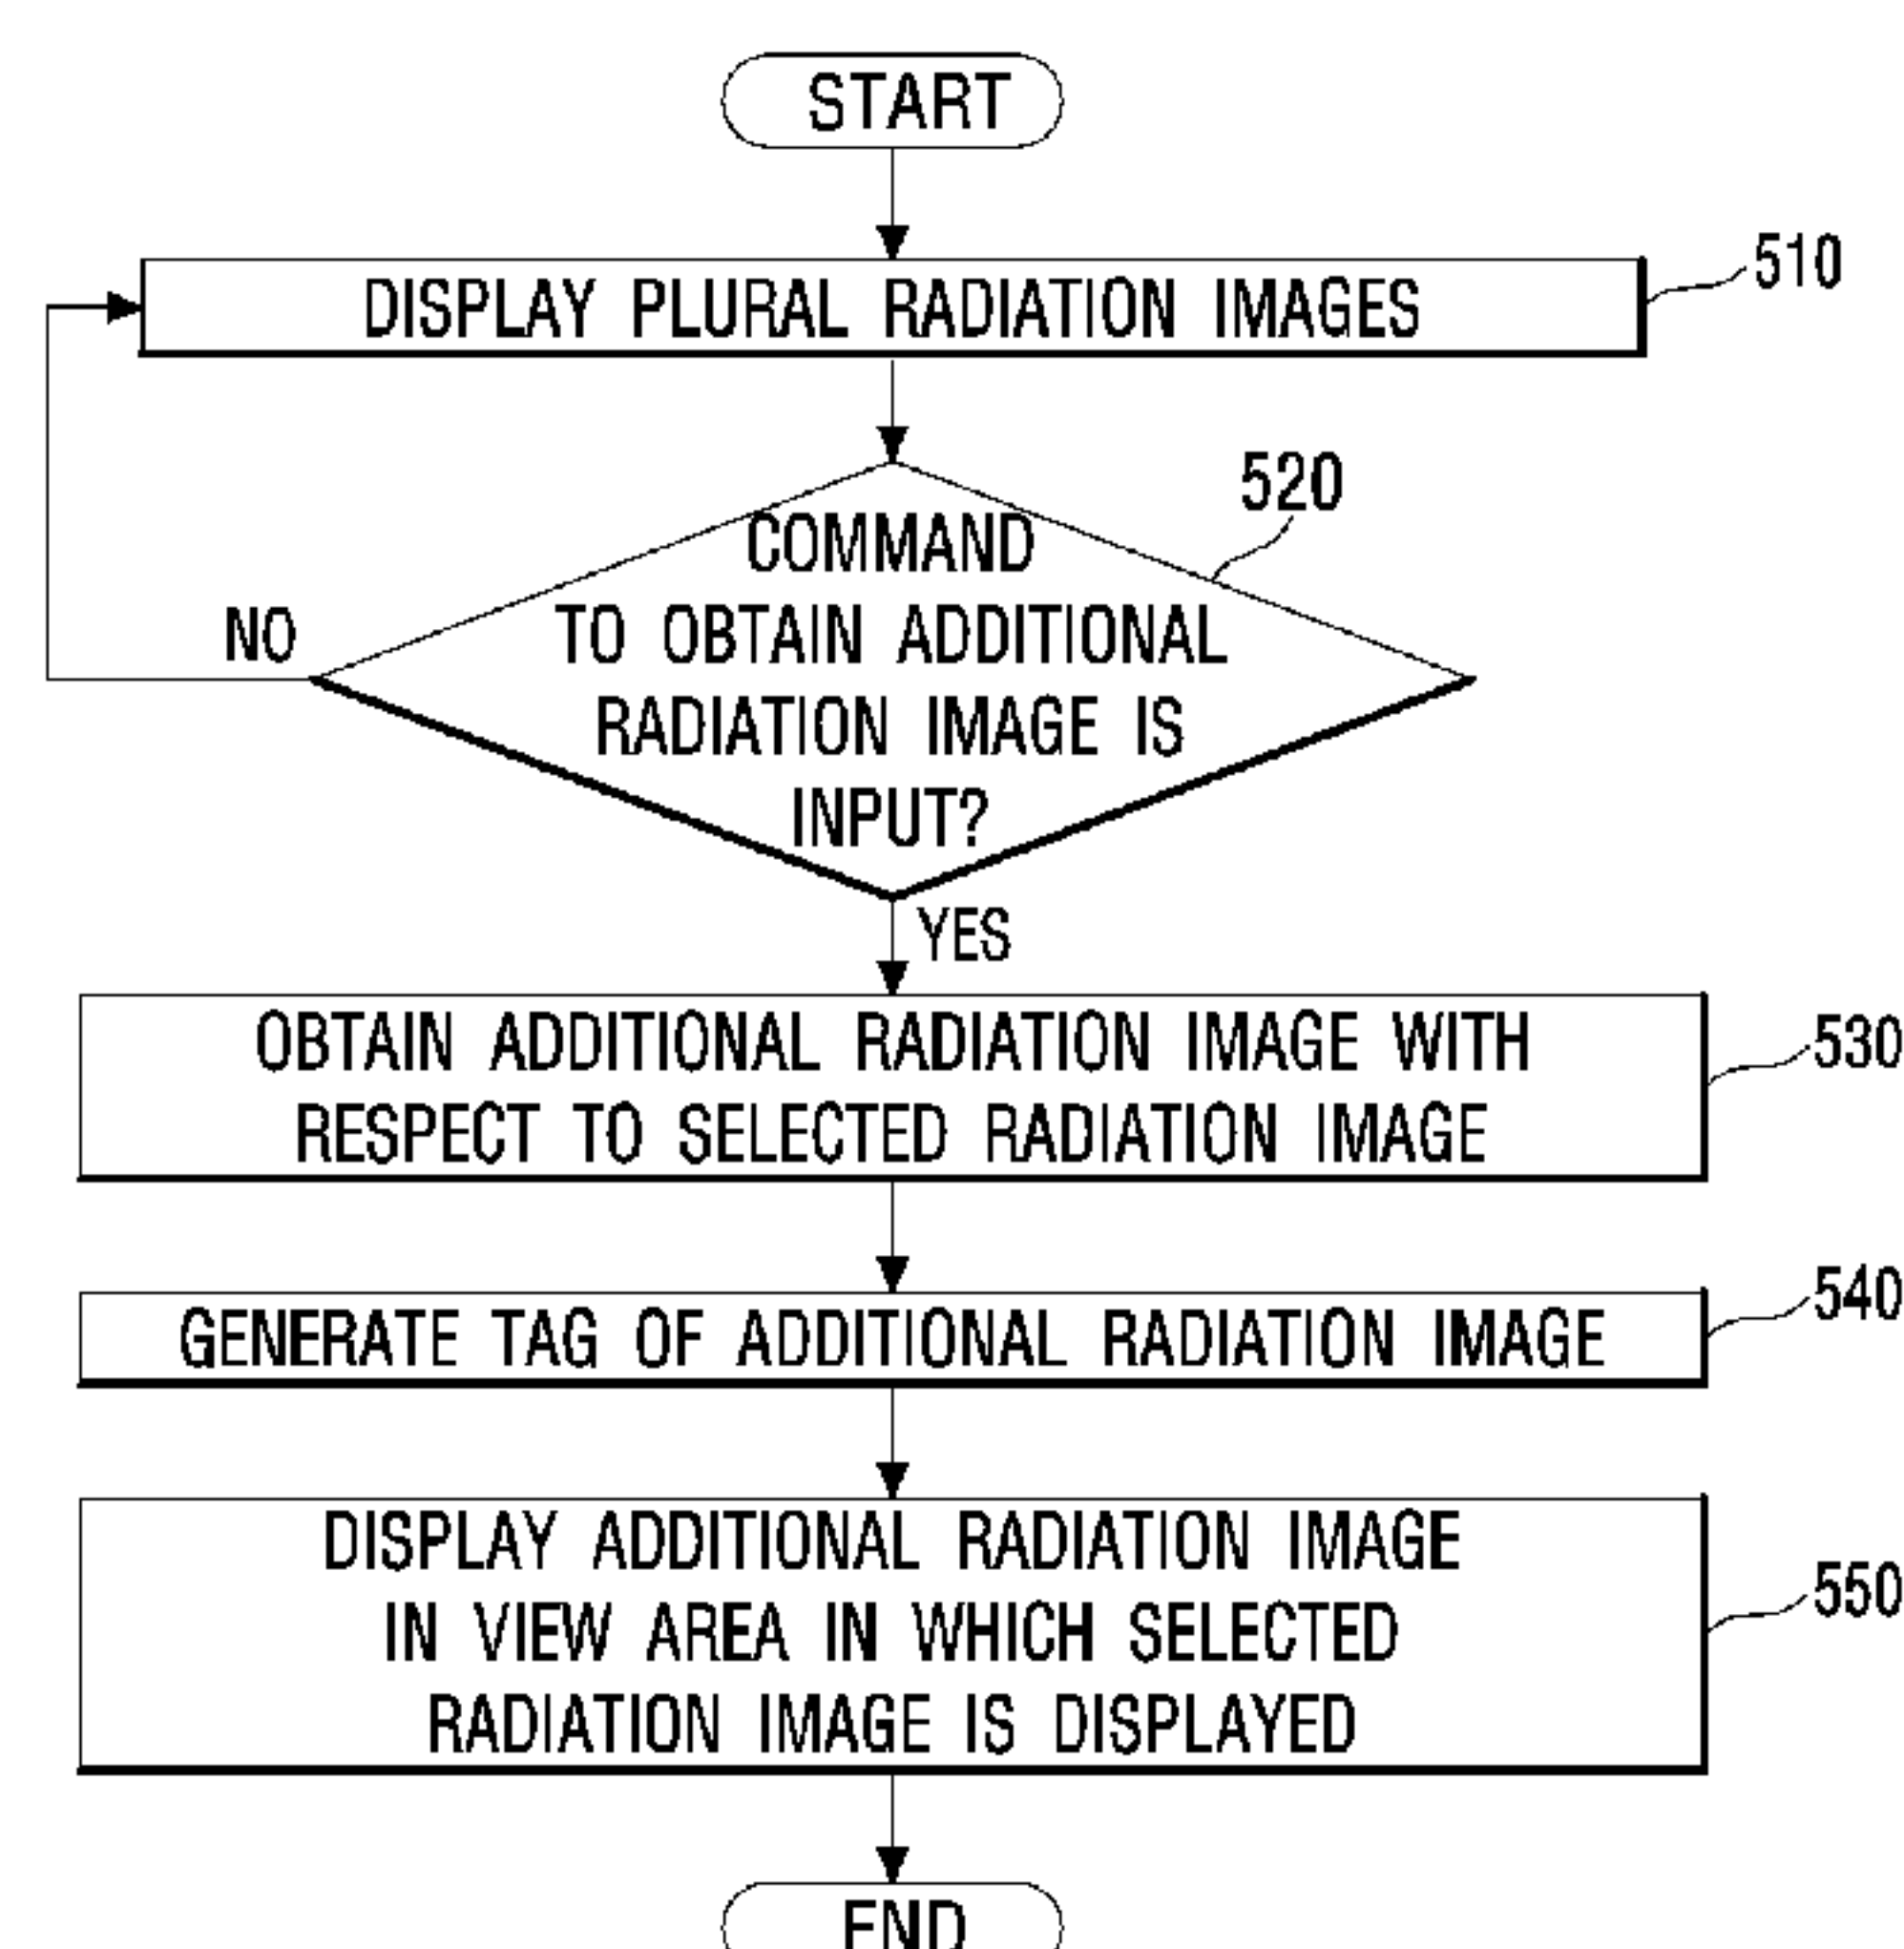 START
DISPLAY PLURAL RADIATION IMAGES
510
520
COMMAND
TO OBTAIN ADDITIONAL
RADIATION IMAGE IS
INPUT?
NO
YES
OBTAIN ADDITIONAL RADIATION IMAGE WITH
RESPECT TO SELECTED RADIATION IMAGE
530
GENERATE TAG OF ADDITIONAL RADIATION IMAGE
540
DISPLAY ADDITIONAL RADIATION IMAGE
IN VIEW AREA IN WHICH SELECTED
RADIATION IMAGE IS DISPLAYED
550
END